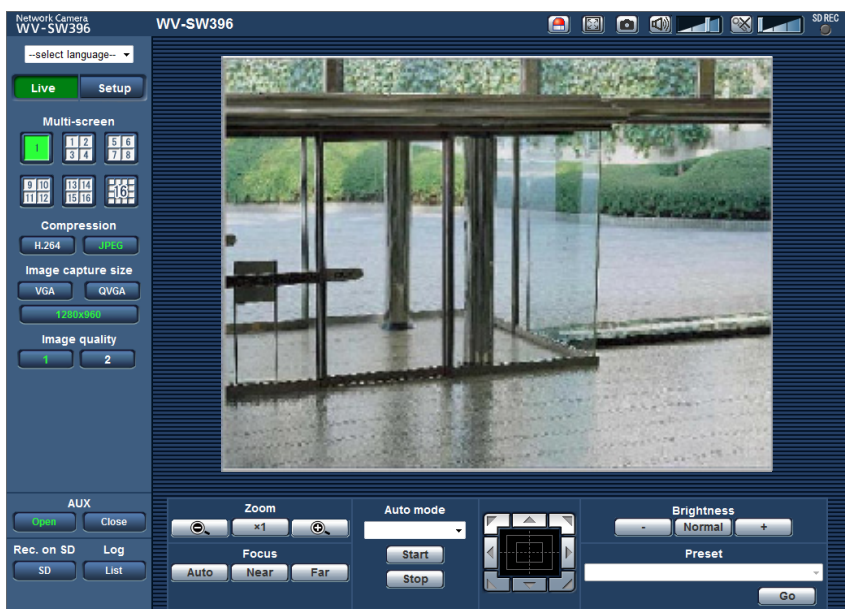 Network Camera
WV-SW396
WV-SW396
SD REC
--select language--
Live Setup
Multi-screen
1 1 2 3 4 5 6 7 8
9 10 11 12 13 14 15 16 16
Compression
H.264 JPEG
Image capture size
VGA QVGA
1280x960
Image quality
1 2
AUX
Open Close
Rec. on SD Log
SD List
Zoom
×1
Focus
Auto Near Far
Auto mode
Start
Stop
Brightness
- Normal +
Preset
Go